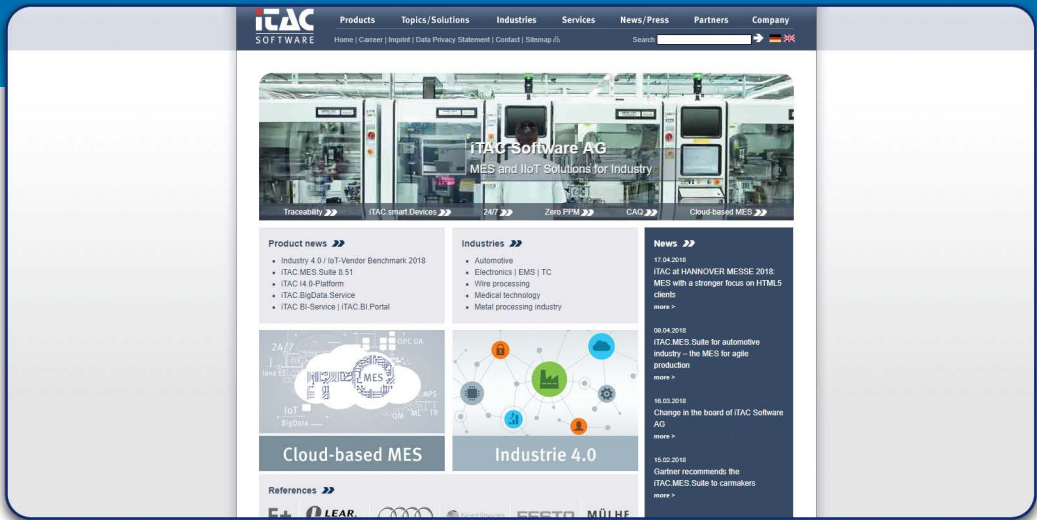 iTAC
SOFTWARE
Products Topics/Solutions Industries Services News/Press Partners Company
Home | Carreer | Imprint | Data Privacy Statement | Contact | Sitemap
Search
iTAC Software AG
MES and IIoT Solutions for Industry
Traceability iTAC.smart.Devices 24/7 Zero PPM CAQ Cloud-based MES
Product news
Industry 4.0 / IoT-Vendor Benchmark 2018
iTAC.MES.Suite 8.51
iTAC I4.0-Platform
iTAC.BigData.Service
iTAC BI-Service | iTAC.BI.Portal
Industries
Automotive
Electronics | EMS | TC
Wire processing
Medical technology
Metal processing industry
News
17.04.2018
iTAC at HANNOVER MESSE 2018:
MES with a stronger focus on HTML5
clients
more >
09.04.2018
iTAC.MES.Suite for automotive
industry – the MES for agile
production
more >
16.03.2018
Change in the board of iTAC Software
AG
more >
15.02.2018
Gartner recommends the
iTAC.MES.Suite to carmakers
more >
24/7
OPC UA
Java EE
MES
APS
IoT
QM ML TR
BigData
Cloud-based MES
Industrie 4.0
References
LEAR.
FESTO